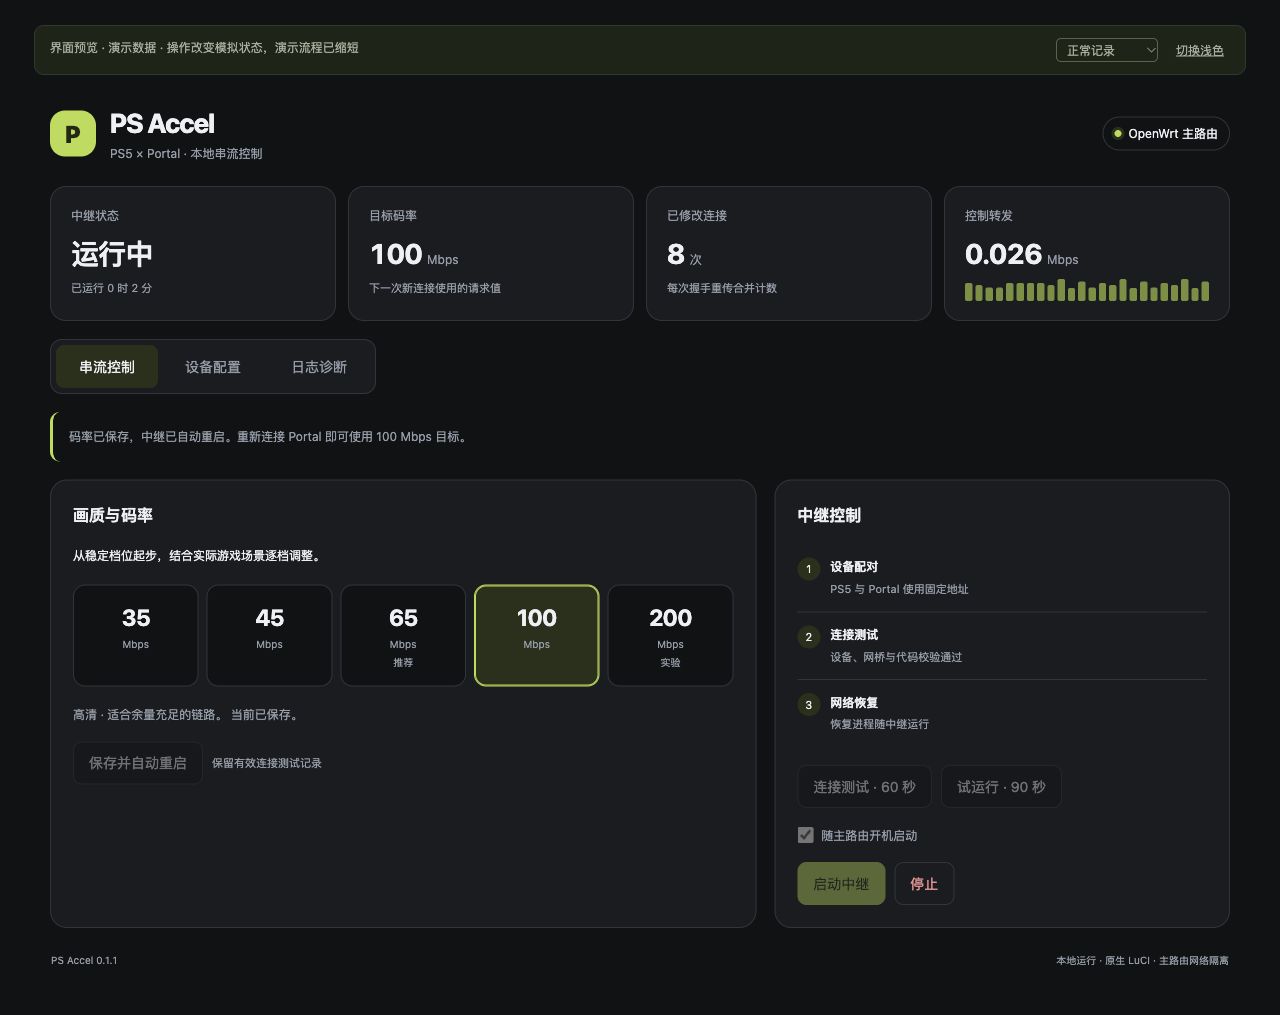 界面预览 · 演示数据 · 操作改变模拟状态，演示流程已缩短
正常记录
切换浅色
P
PS Accel
PS5 × Portal · 本地串流控制
OpenWrt 主路由
中继状态
运行中
已运行 0 时 2 分
目标码率
100 Mbps
下一次新连接使用的请求值
已修改连接
8 次
每次握手重传合并计数
控制转发
0.026 Mbps
串流控制
设备配置
日志诊断
码率已保存，中继已自动重启。重新连接 Portal 即可使用 100 Mbps 目标。
画质与码率
从稳定档位起步，结合实际游戏场景逐档调整。
35
Mbps
45
Mbps
65
Mbps
推荐
100
Mbps
200
Mbps
实验
高清 · 适合余量充足的链路。 当前已保存。
保存并自动重启
保留有效连接测试记录
中继控制
1
设备配对
PS5 与 Portal 使用固定地址
2
连接测试
设备、网桥与代码校验通过
3
网络恢复
恢复进程随中继运行
连接测试 · 60 秒
试运行 · 90 秒
随主路由开机启动
启动中继
停止
PS Accel 0.1.1
本地运行 · 原生 LuCI · 主路由网络隔离